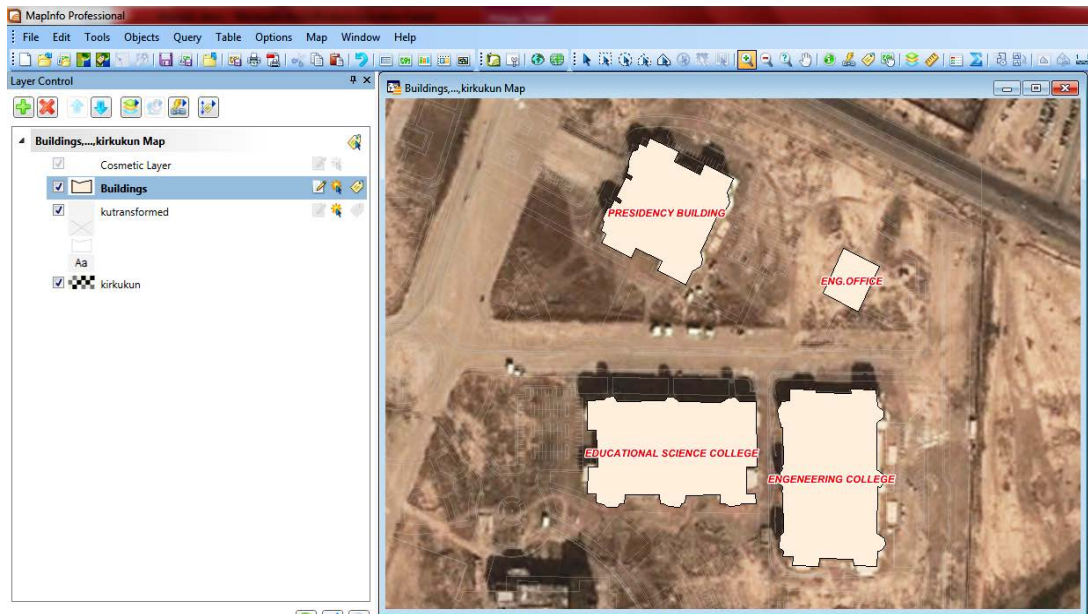 MapInfo Professional
File Edit Tools Objects Query Table Options Map Window Help
Layer Control
Buildings,...,kirkukun Map
Cosmetic Layer
Buildings
kutransformed
Aa
kirkukun
Buildings,...,kirkukun Map
PRESIDENCY BUILDING
ENG.OFFICE
EDUCATIONAL SCIENCE COLLEGE
ENGENEERING COLLEGE